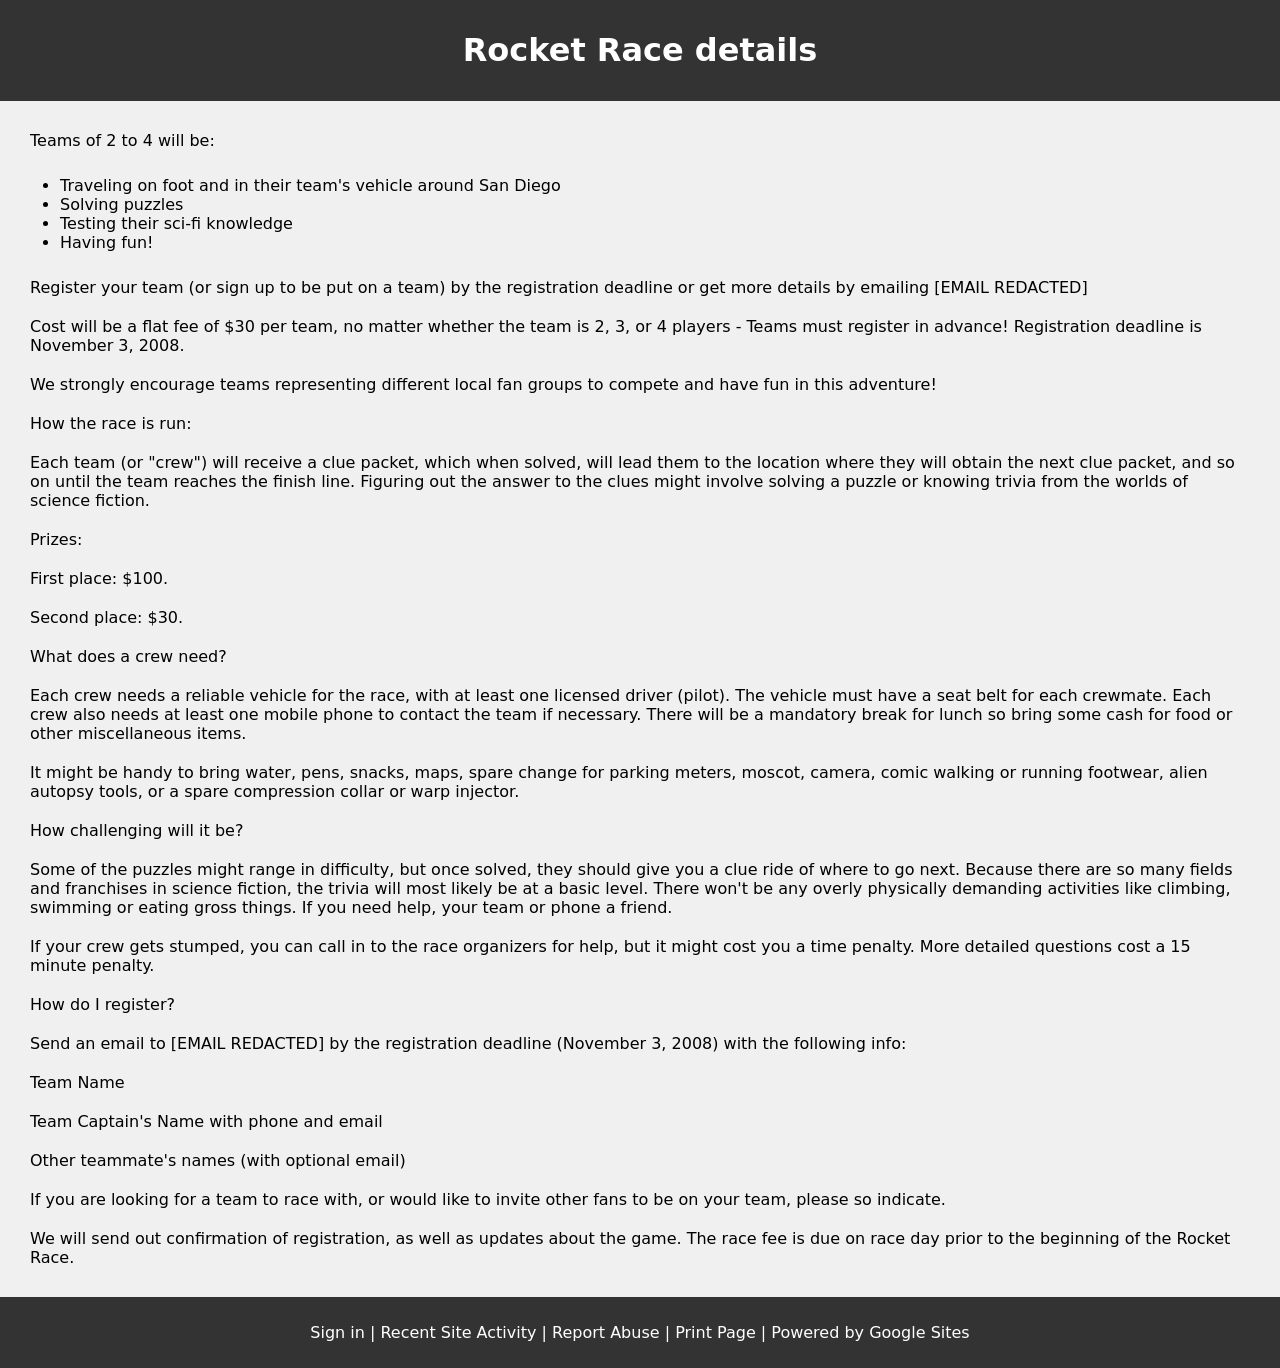 Rocket Race details
Teams of 2 to 4 will be:
• Traveling on foot and in their team's vehicle around San Diego
• Solving puzzles
• Testing their sci-fi knowledge
• Having fun!
Register your team (or sign up to be put on a team) by the registration deadline or get more details by emailing [EMAIL REDACTED]
Cost will be a flat fee of $30 per team, no matter whether the team is 2, 3, or 4 players - Teams must register in advance! Registration deadline is
November 3, 2008.
We strongly encourage teams representing different local fan groups to compete and have fun in this adventure!
How the race is run:
Each team (or "crew") will receive a clue packet, which when solved, will lead them to the location where they will obtain the next clue packet, and so
on until the team reaches the finish line. Figuring out the answer to the clues might involve solving a puzzle or knowing trivia from the worlds of
science fiction.
Prizes:
First place: $100.
Second place: $30.
What does a crew need?
Each crew needs a reliable vehicle for the race, with at least one licensed driver (pilot). The vehicle must have a seat belt for each crewmate. Each
crew also needs at least one mobile phone to contact the team if necessary. There will be a mandatory break for lunch so bring some cash for food or
other miscellaneous items.
It might be handy to bring water, pens, snacks, maps, spare change for parking meters, moscot, camera, comic walking or running footwear, alien
autopsy tools, or a spare compression collar or warp injector.
How challenging will it be?
Some of the puzzles might range in difficulty, but once solved, they should give you a clue ride of where to go next. Because there are so many fields
and franchises in science fiction, the trivia will most likely be at a basic level. There won't be any overly physically demanding activities like climbing,
swimming or eating gross things. If you need help, your team or phone a friend.
If your crew gets stumped, you can call in to the race organizers for help, but it might cost you a time penalty. More detailed questions cost a 15
minute penalty.
How do I register?
Send an email to [EMAIL REDACTED] by the registration deadline (November 3, 2008) with the following info:
Team Name
Team Captain's Name with phone and email
Other teammate's names (with optional email)
If you are looking for a team to race with, or would like to invite other fans to be on your team, please so indicate.
We will send out confirmation of registration, as well as updates about the game. The race fee is due on race day prior to the beginning of the Rocket
Race.
Sign in | Recent Site Activity | Report Abuse | Print Page | Powered by Google Sites